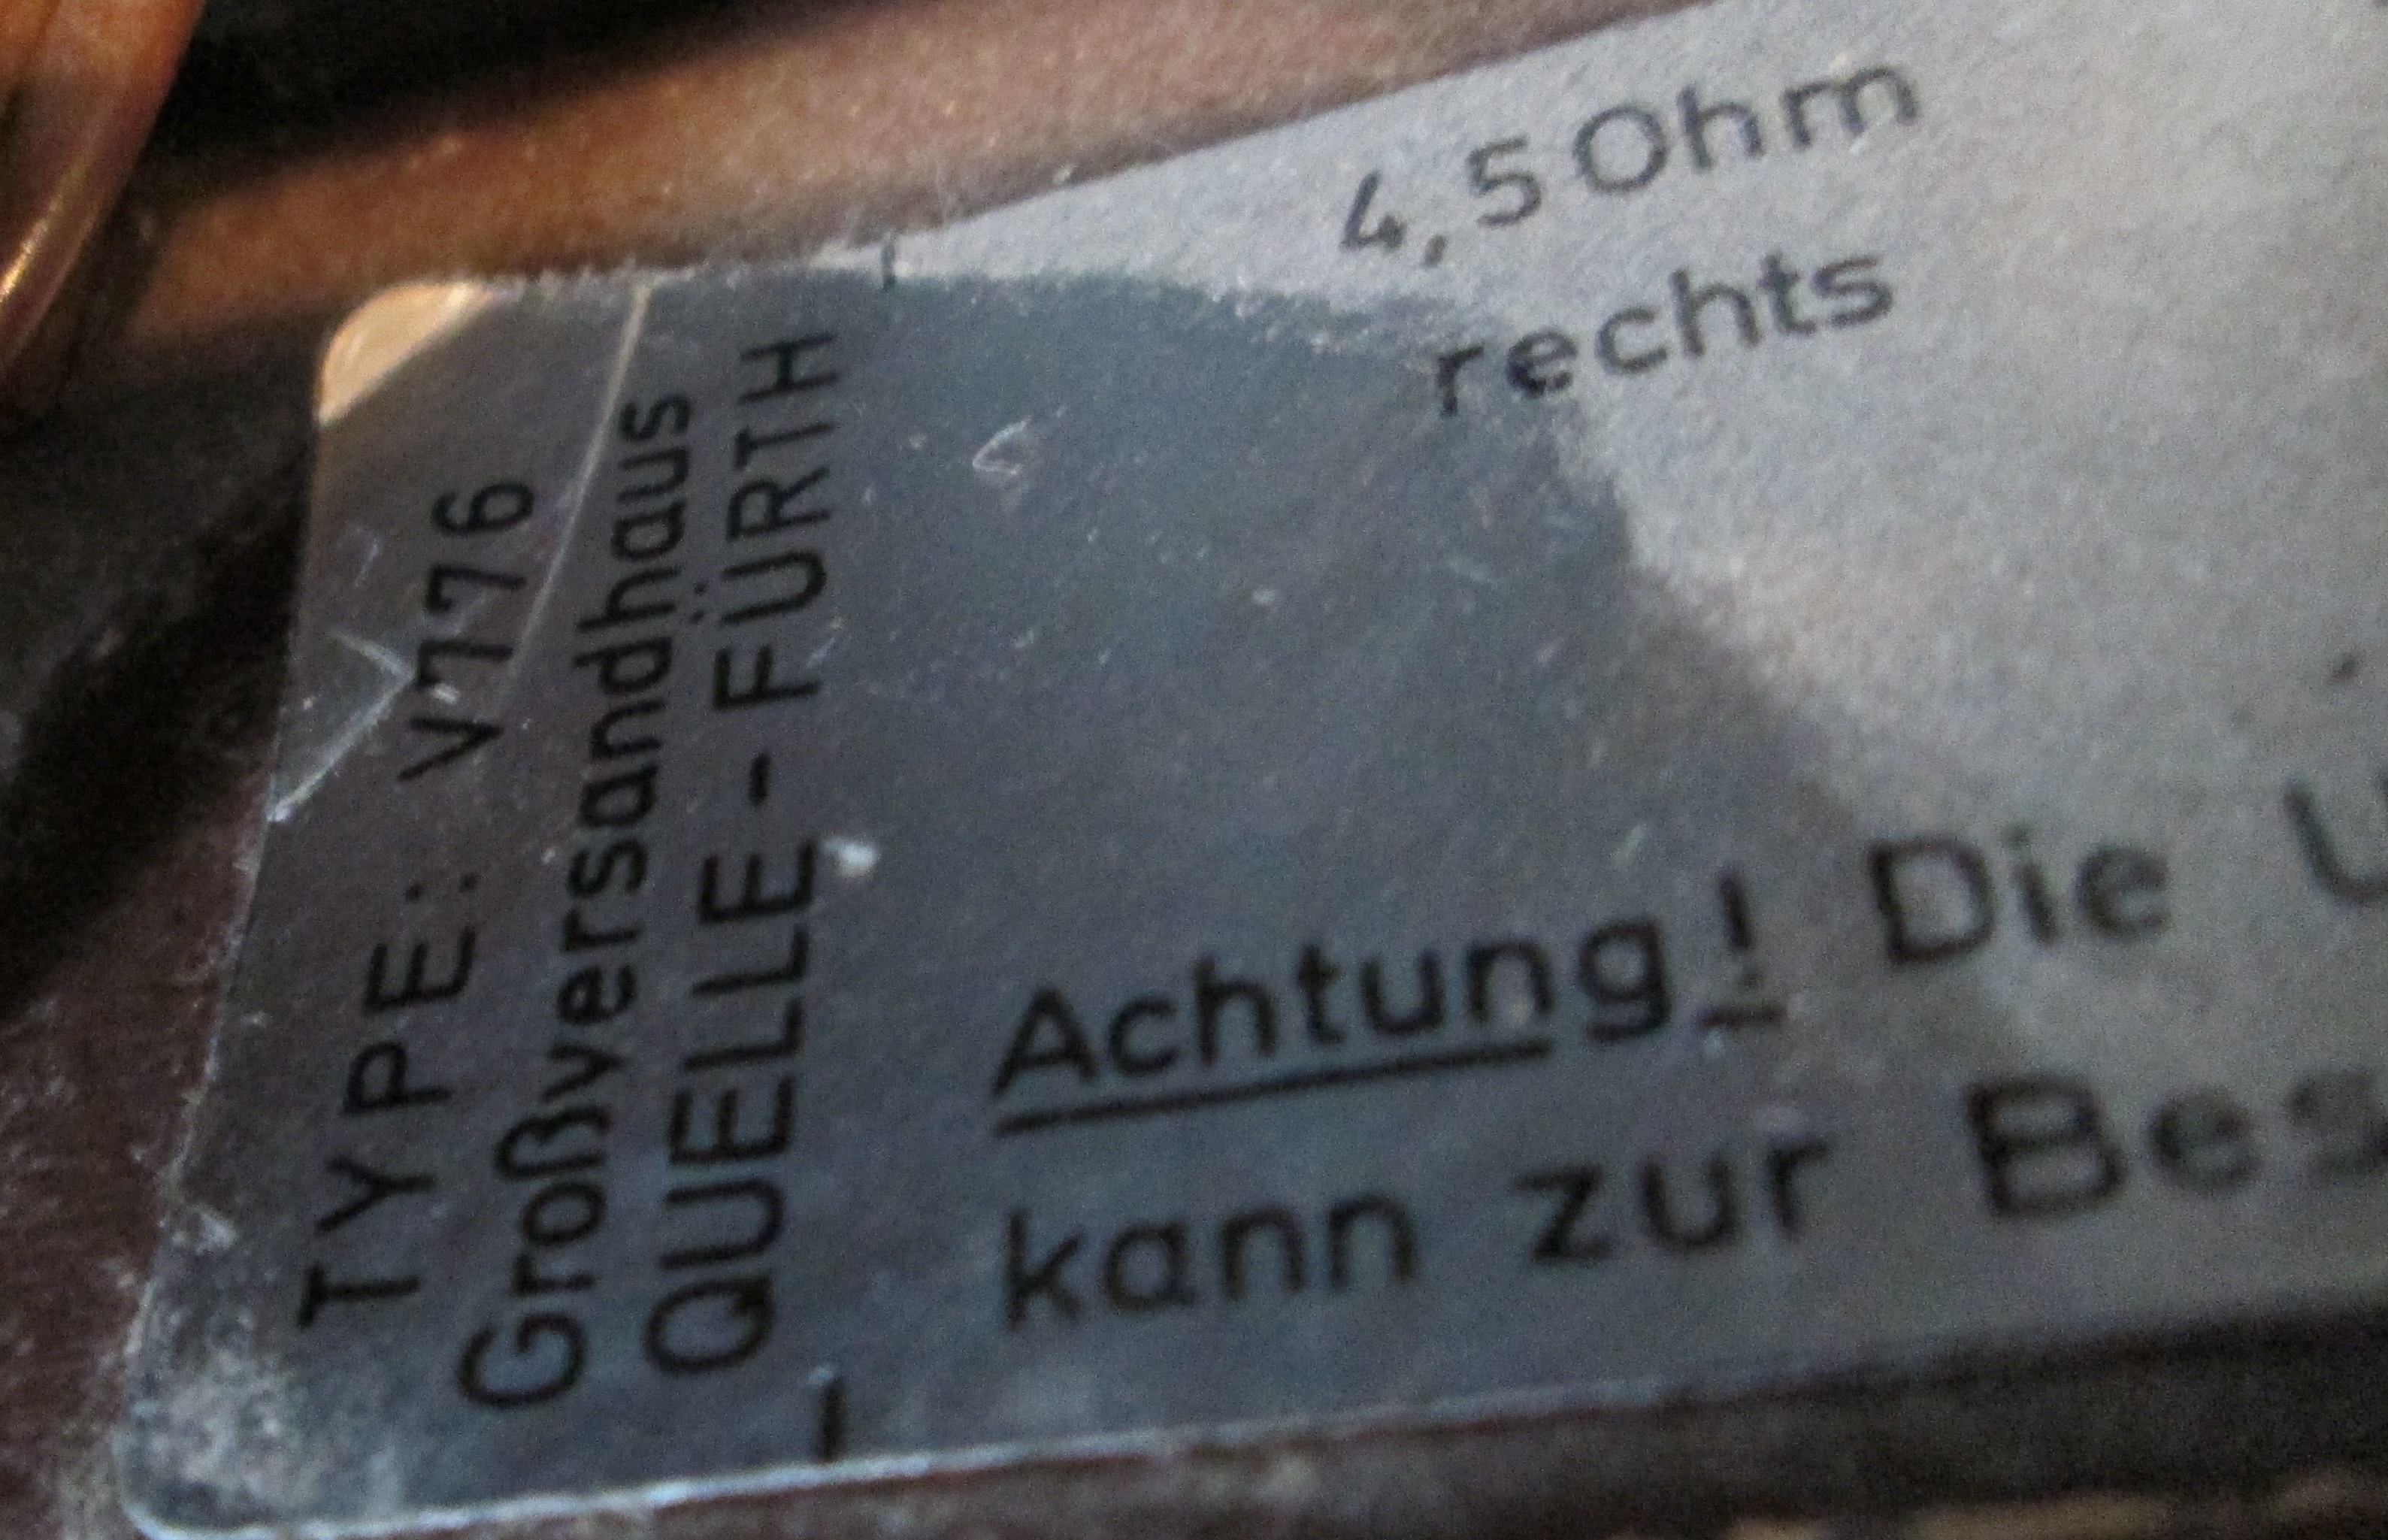 TYPE: V776
Großversandhaus
QUELLE - FÜRTH
4,5 Ohm
rechts
Achtung! Die
kann zur